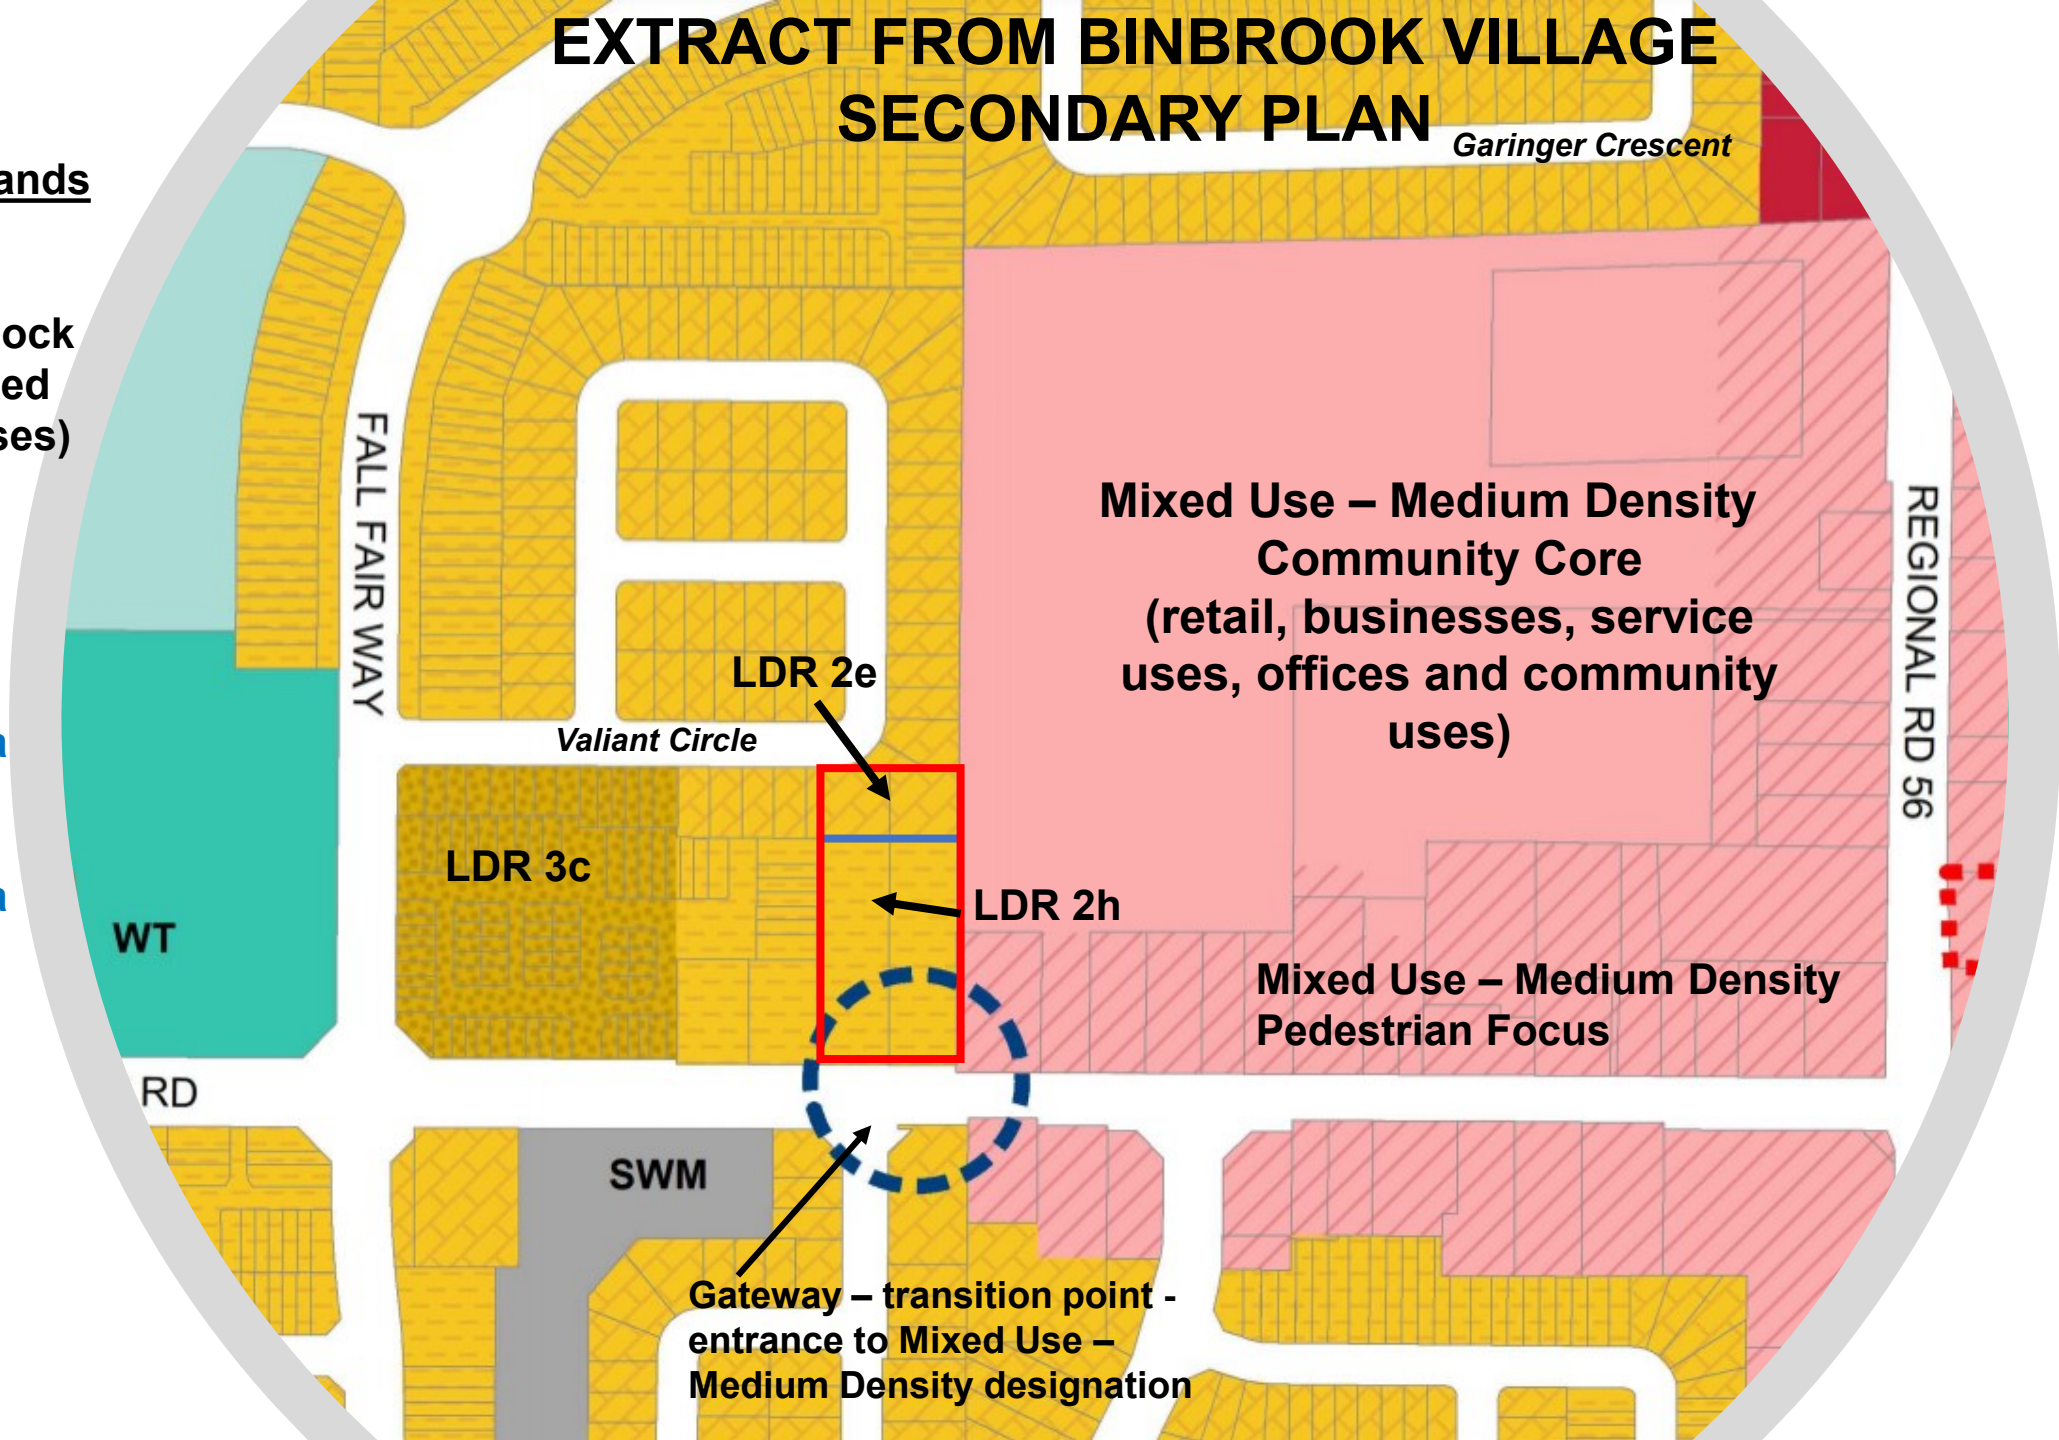 EXTRACT FROM BINBROOK VILLAGE
SECONDARY PLAN
Garinger Crescent
ands
ock
ed
ses)
FALL FAIR WAY
REGIONAL RD 56
Mixed Use – Medium Density
Community Core
(retail, businesses, service
uses, offices and community
uses)
LDR 2e
Valiant Circle
a
LDR 3c
LDR 2h
a
WT
Mixed Use – Medium Density
Pedestrian Focus
RD
SWM
Gateway – transition point -
entrance to Mixed Use –
Medium Density designation